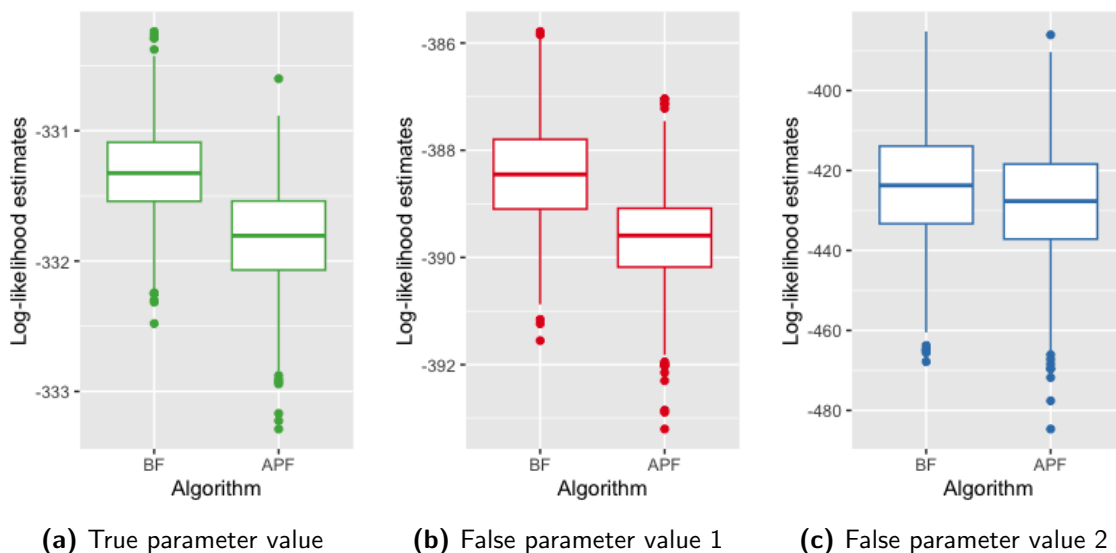 Log-likelihood estimates
-331
-332
-333
BF
APF
Algorithm
(a) True parameter value
Log-likelihood estimates
-386
-388
-390
-392
BF
APF
Algorithm
(b) False parameter value 1
Log-likelihood estimates
-400
-420
-440
-460
-480
BF
APF
Algorithm
(c) False parameter value 2